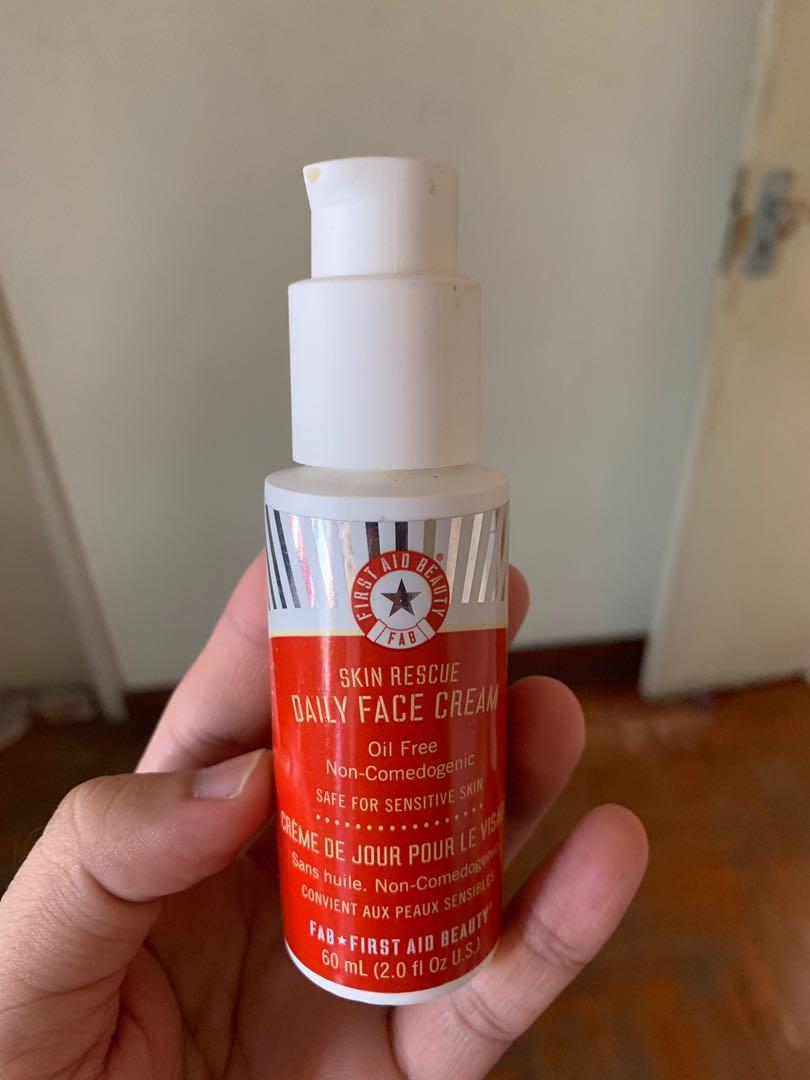 FIRST AID BEAUTY®
FAB
SKIN RESCUE
DAILY FACE CREAM
Oil Free
Non-Comedogenic
SAFE FOR SENSITIVE SKIN
CRÈME DE JOUR POUR LE VISAG
Sans huile. Non-Comedogenic
CONVIENT AUX PEAUX SENSIBLES
FAB★FIRST AID BEAUTY®
60 mL (2.0 fl Oz U.S.)